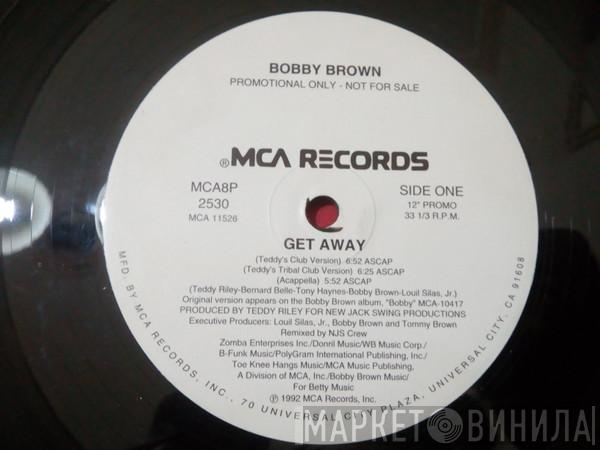 BOBBY BROWN
PROMOTIONAL ONLY - NOT FOR SALE
®MCA RECORDS
MCA8P
2530
MCA 11526
SIDE ONE
12" PROMO
33 1/3 R.P.M.
GET AWAY
(Teddy's Club Version) 6:52 ASCAP
(Teddy's Tribal Club Version) 6:25 ASCAP
(Acappella) 5:52 ASCAP
(Teddy Riley-Bernard Belle-Tony Haynes-Bobby Brown-Louil Silas, Jr.)
Original version appears on the Bobby Brown album, "Bobby" MCA-10417
PRODUCED BY TEDDY RILEY FOR NEW JACK SWING PRODUCTIONS
Executive Producers: Louil Silas, Jr., Bobby Brown and Tommy Brown
Remixed by NJS Crew
Zomba Enterprises Inc./Donril Music/WB Music Corp./
B-Funk Music/PolyGram International Publishing, Inc./
Toe Knee Hangs Music/MCA Music Publishing,
A Division of MCA, Inc./Bobby Brown Music/
For Betty Music
℗ 1992 MCA Records, Inc.
MFD. BY MCA RECORDS, INC., 70 UNIVERSAL CITY PLAZA, UNIVERSAL CITY, CA 91608
МАРКЕТ ВИНИЛА